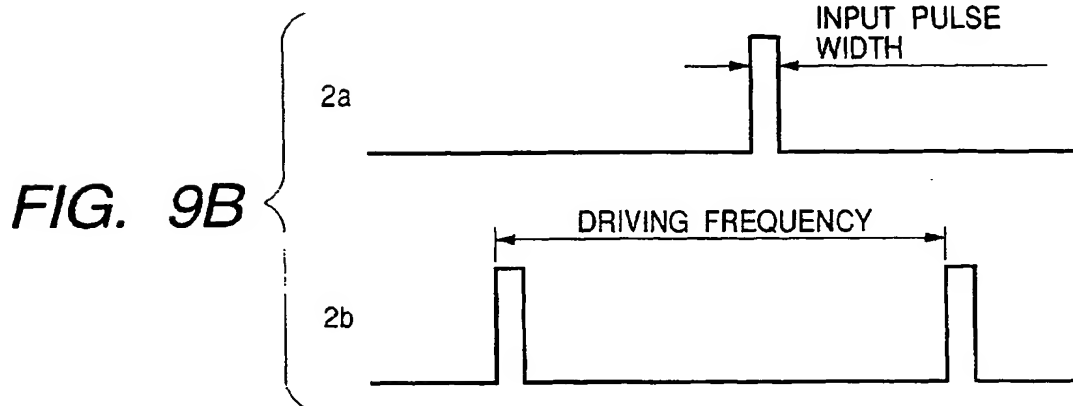 FIG. 9B
2a
INPUT PULSE
WIDTH
2b
DRIVING FREQUENCY